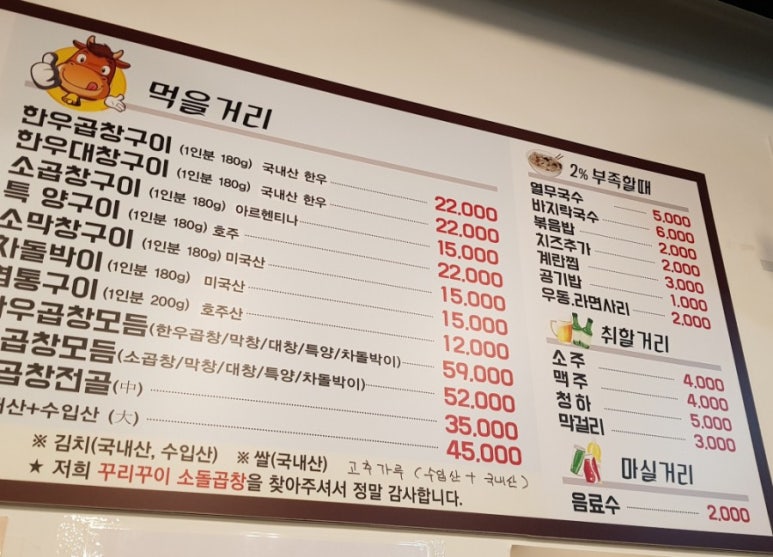 먹을거리
한우곱창구이 (1인분 180g) 국내산 한우 22,000
한우대창구이 (1인분 180g) 국내산 한우 22,000
소곱창구이 (1인분 180g) 아르헨티나 15,000
특 양구이 (1인분 180g) 호주 22,000
소막창구이 (1인분 180g) 미국산 15,000
차돌박이 (1인분 180g) 미국산 15,000
염통구이 (1인분 200g) 호주산 12,000
한우곱창모듬(한우곱창/막창/대창/특양/차돌박이) 59,000
곱창모듬(소곱창/막창/대창/특양/차돌박이) 52,000
곱창전골(中) 35,000
내산+수입산 (大) 45,000
※ 김치(국내산, 수입산) ※ 쌀(국내산) 고추가루 (수입산 + 국내산)
★ 저희 꾸리꾸이 소돌곱창을 찾아주셔서 정말 감사합니다.
2% 부족할때
열무국수 5,000
바지락국수 6,000
볶음밥 2,000
치즈추가 2,000
계란찜 3,000
공기밥 1,000
우동.라면사리 2,000
취할거리
소주 4,000
맥주 4,000
청하 5,000
막걸리 3,000
마실거리
음료수 2,000